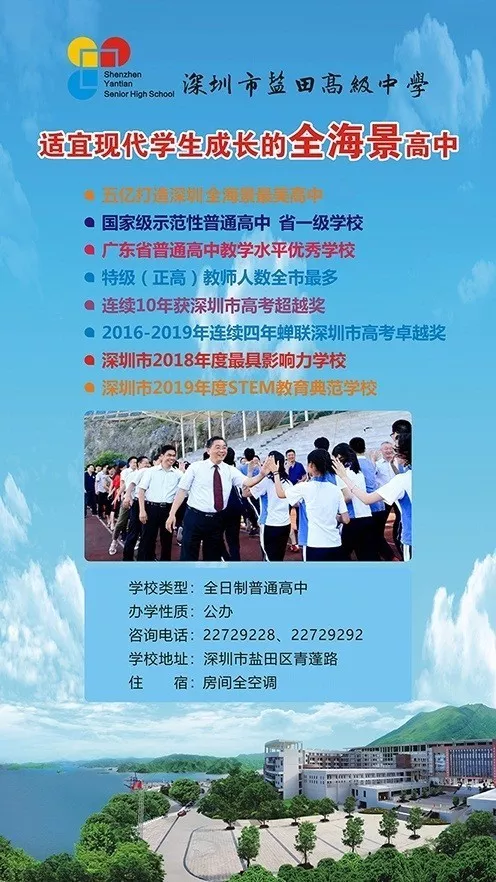 Shenzhen
Yantian
Senior High School
深圳市盐田高級中學
适宜现代学生成长的全海景高中
五亿打造深圳全海景最美高中
国家级示范性普通高中 省一级学校
广东省普通高中教学水平优秀学校
特级（正高）教师人数全市最多
连续10年获深圳市高考超越奖
2016-2019年连续四年蝉联深圳市高考卓越奖
深圳市2018年度最具影响力学校
深圳市2019年度STEM教育典范学校
学校类型：全日制普通高中
办学性质：公办
咨询电话：22729228、22729292
学校地址：深圳市盐田区青蓬路
住 宿：房间全空调